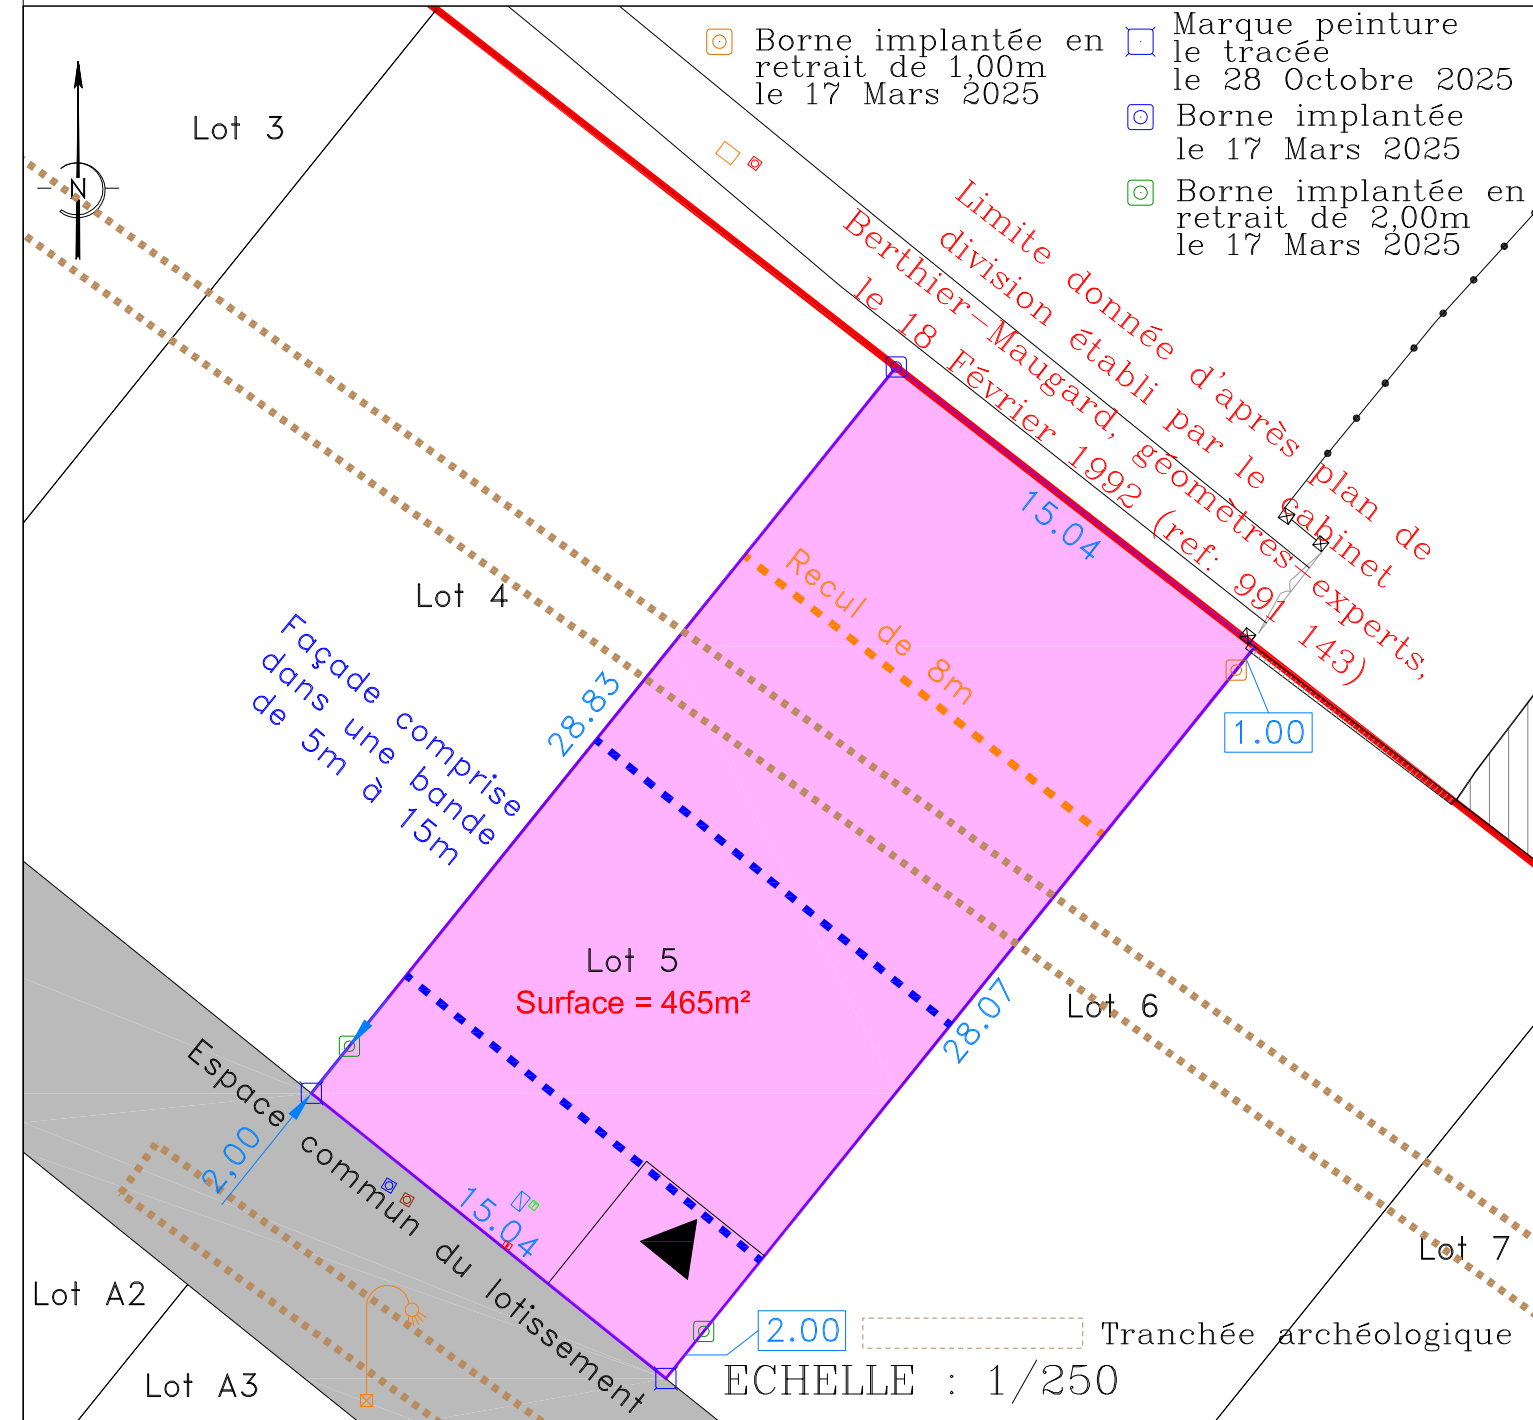 Borne implantée en
retrait de 1,00m
le 17 Mars 2025
Marque peinture
le tracée
le 28 Octobre 2025
Borne implantée
le 17 Mars 2025
Borne implantée en
retrait de 2,00m
le 17 Mars 2025
N
Lot 3
Limite donnée d'après plan de
division établi par le cabinet
Berthier-Maugard, géomètres-experts,
le 18 Février 1992 (ref: 991 143)
15.04
Recul de 8m
Lot 4
Façade comprise
dans une bande
de 5m à 15m
28.83
1.00
Lot 5
Surface = 465m²
28.07
Lot 6
Espace commun du lotissement
2,00
15.04
Lot 7
Lot A2
Lot A3
2.00
Tranchée archéologique
ECHELLE : 1/250